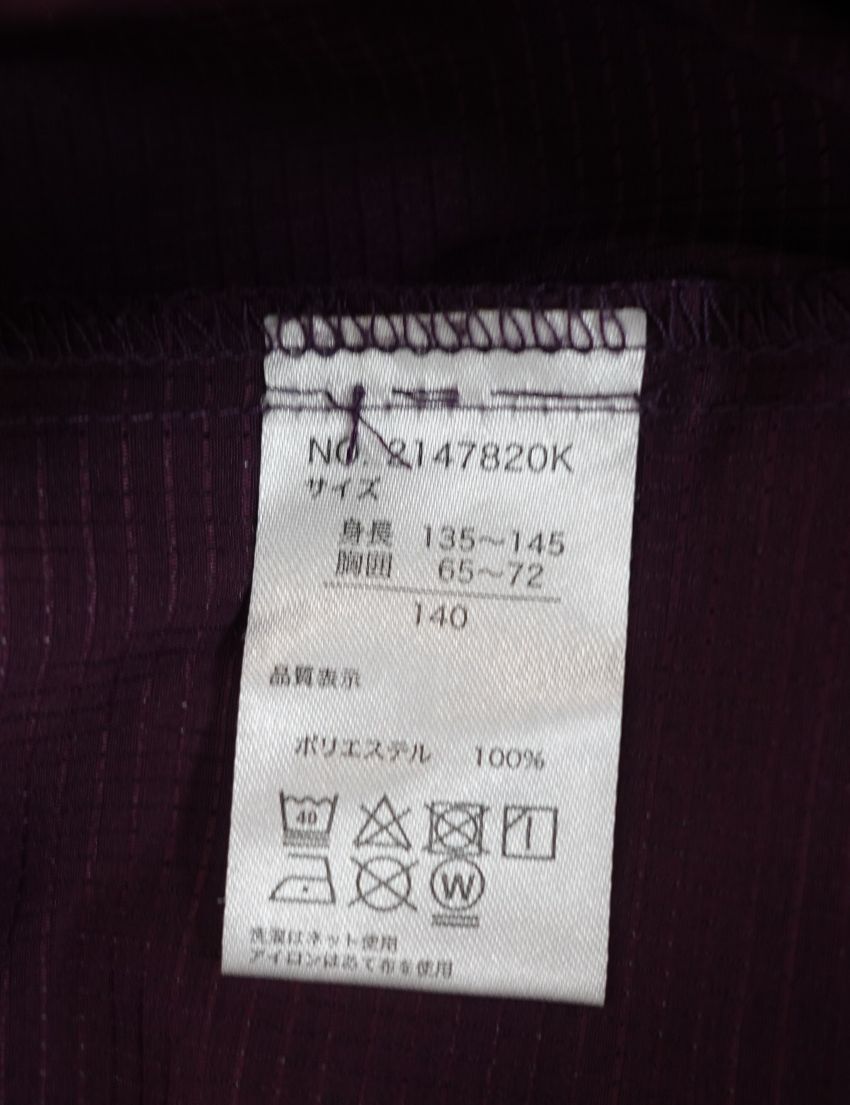 NO. 2147820K
サイズ
身長 135〜145
胸囲 65〜72
140
品質表示
ポリエステル 100%
40
W
洗濯はネット使用
アイロンはあて布を使用